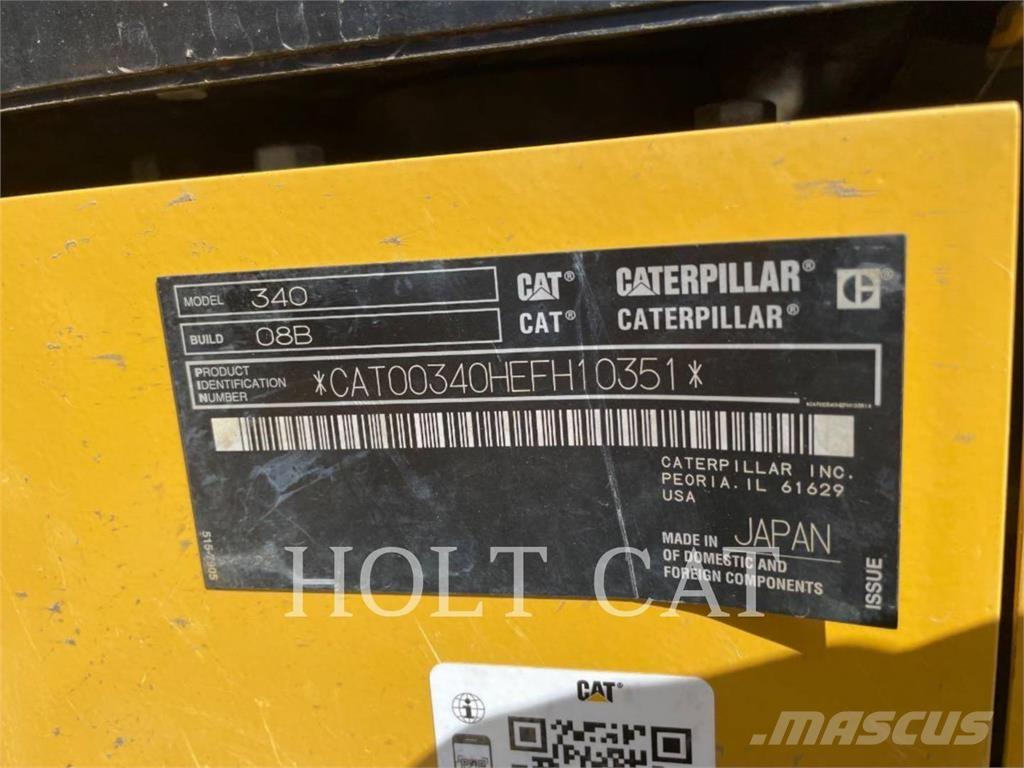 MODEL 340
BUILD 08B
CAT® CATERPILLAR®
CAT® CATERPILLAR®
PRODUCT IDENTIFICATION NUMBER *CAT00340HEFH10351*
CATERPILLAR INC.
PEORIA. IL 61629
USA
MADE IN JAPAN
OF DOMESTIC AND
FOREIGN COMPONENTS
ISSUE
HOLT CAT
CAT®
MASCUS